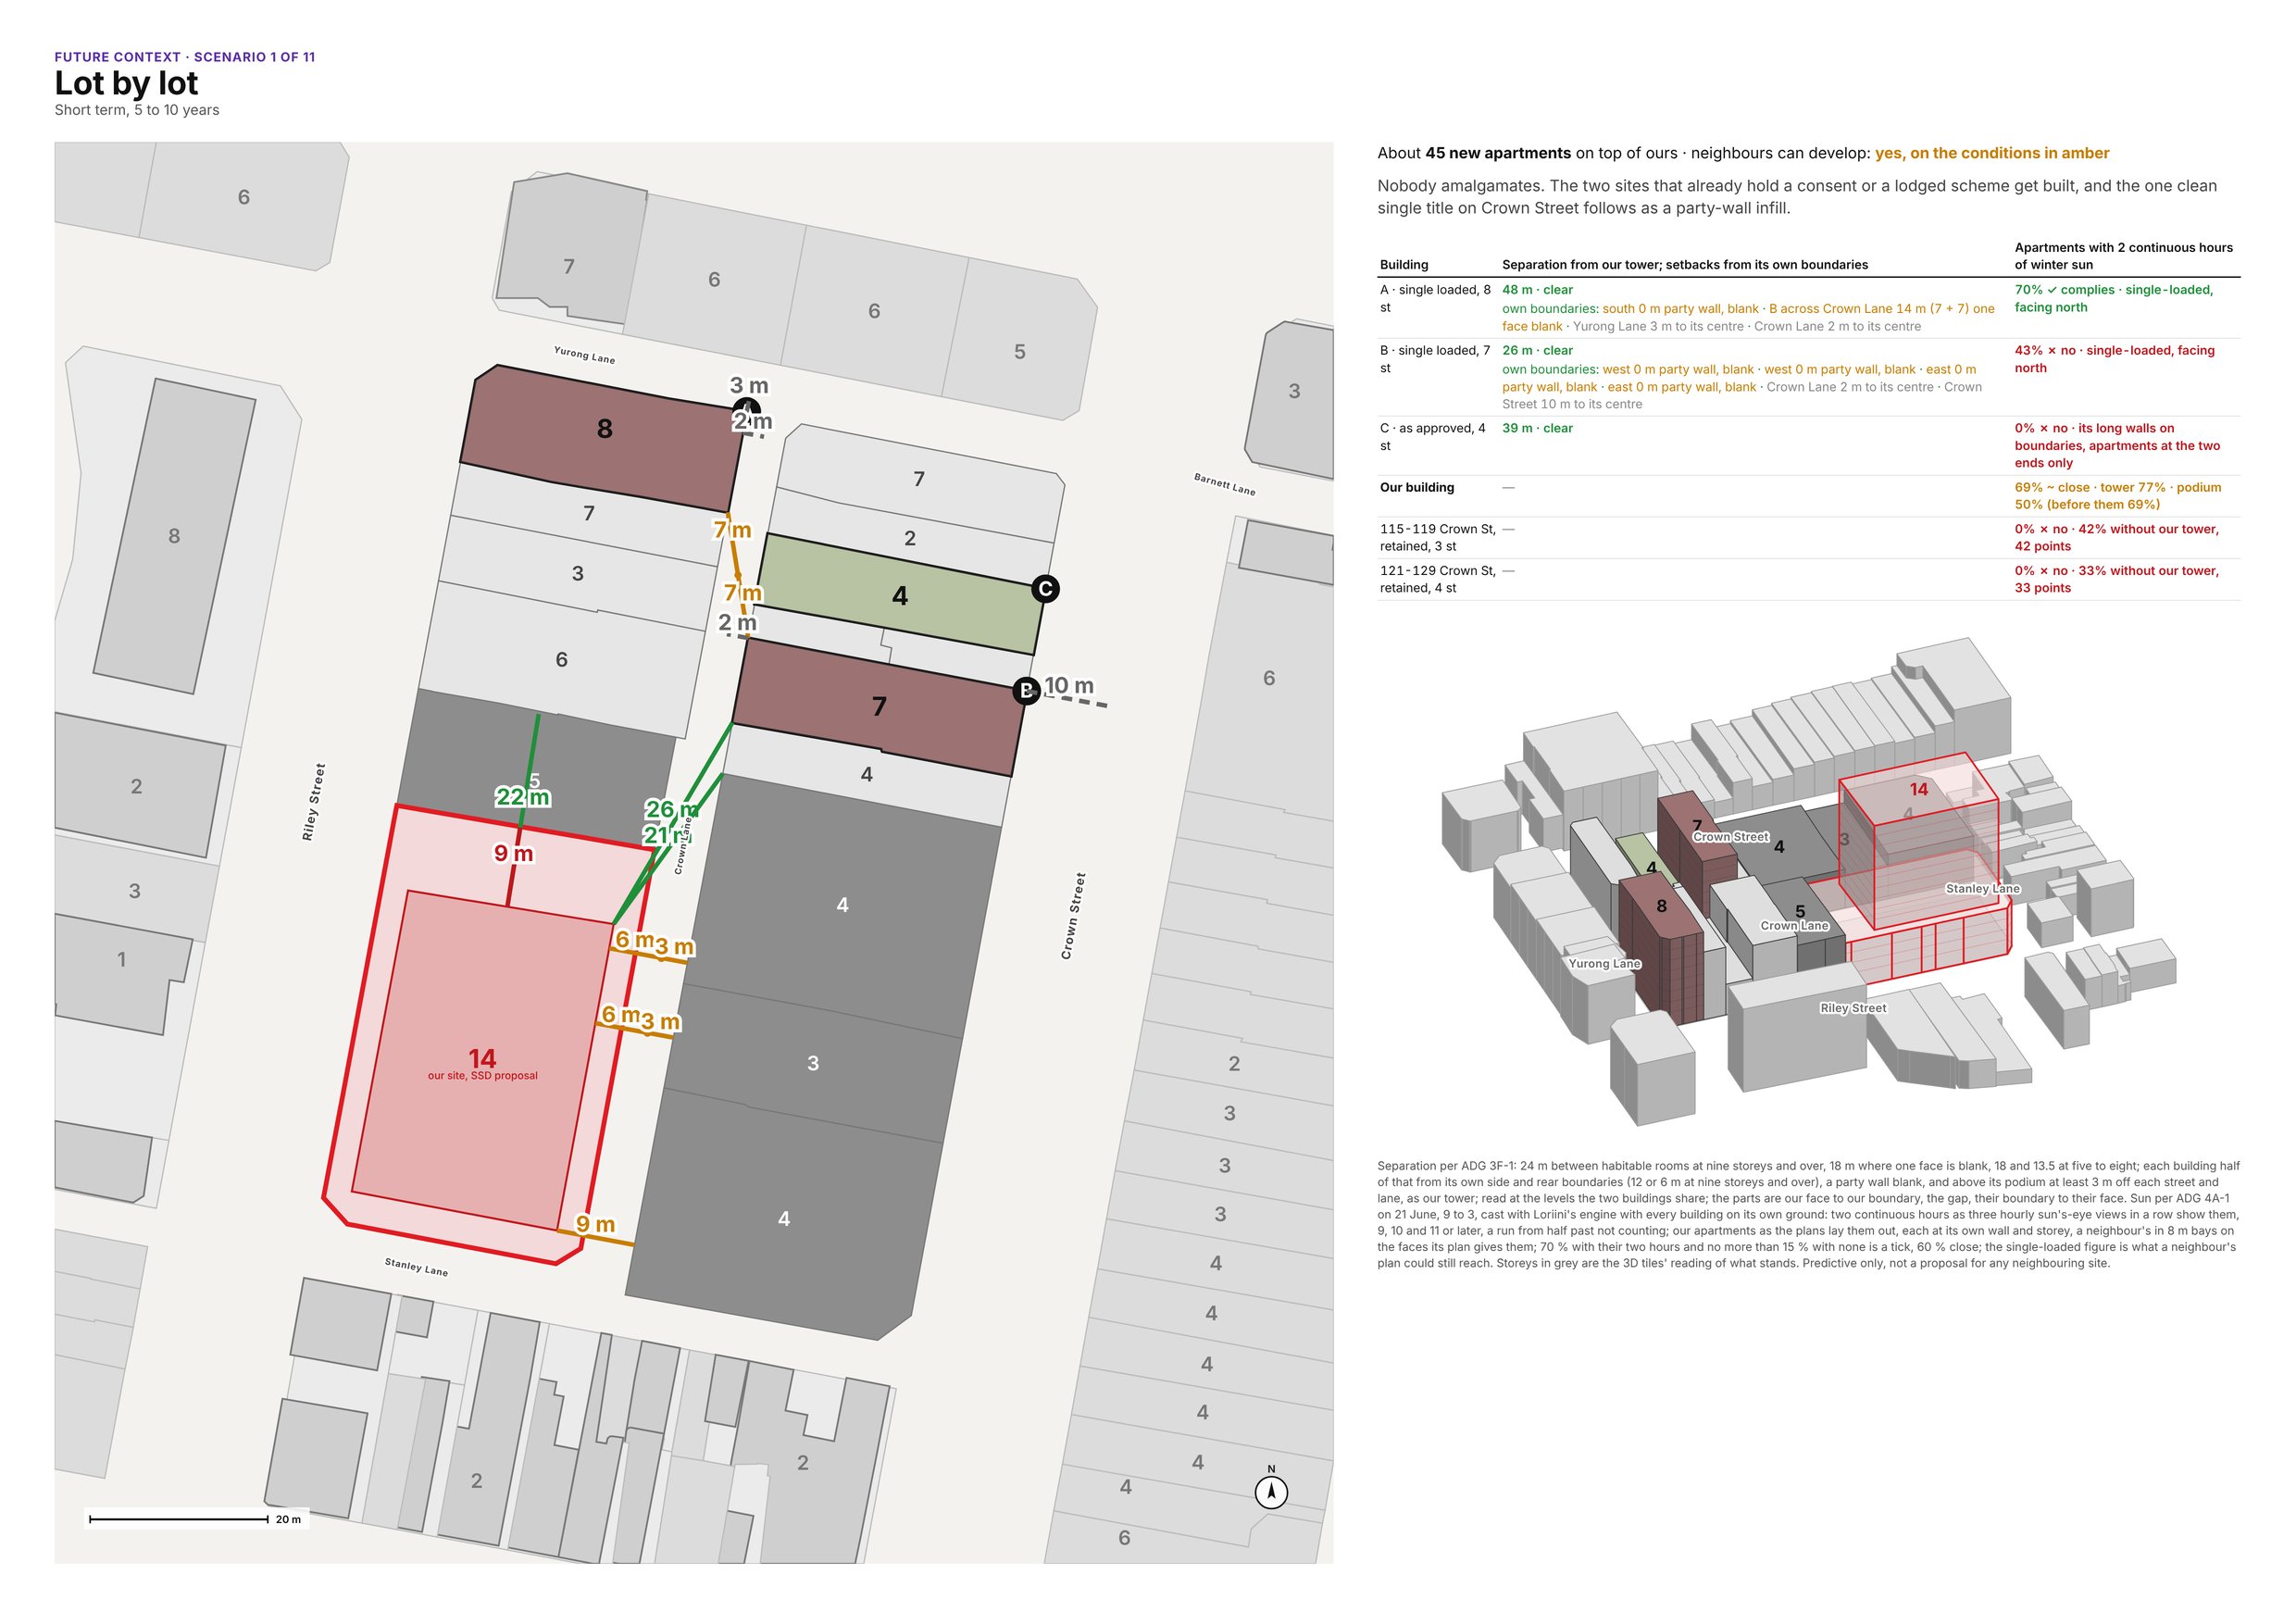 FUTURE CONTEXT · SCENARIO 1 OF 11
Lot by lot
Short term, 5 to 10 years
About 45 new apartments on top of ours · neighbours can develop: yes, on the conditions in amber
Nobody amalgamates. The two sites that already hold a consent or a lodged scheme get built, and the one clean
single title on Crown Street follows as a party-wall infill.
Building
Separation from our tower; setbacks from its own boundaries
Apartments with 2 continuous hours
of winter sun
A · single loaded, 8
st
48 m · clear
own boundaries: south 0 m party wall, blank · B across Crown Lane 14 m (7 + 7) one
face blank · Yurong Lane 3 m to its centre · Crown Lane 2 m to its centre
70% ✓ complies · single-loaded,
facing north
B · single loaded, 7
st
26 m · clear
own boundaries: west 0 m party wall, blank · west 0 m party wall, blank · east 0 m
party wall, blank · east 0 m party wall, blank · Crown Lane 2 m to its centre · Crown
Street 10 m to its centre
43% × no · single-loaded, facing
north
C · as approved, 4
st
39 m · clear
0% × no · its long walls on
boundaries, apartments at the two
ends only
Our building
—
69% ~ close · tower 77% · podium
50% (before them 69%)
115-119 Crown St,
retained, 3 st
—
0% × no · 42% without our tower,
42 points
121-129 Crown St,
retained, 4 st
—
0% × no · 33% without our tower,
33 points
6
7
6
6
5
3
Yurong Lane
3 m
2 m
8
8
7
7
2
Barnett Lane
7 m
3
7 m
4
C
2 m
6
6
B
10 m
7
4
5
22 m
26 m
21 m
Crown Lane
Riley Street
2
9 m
3
4
Crown Street
1
6 m
3 m
6 m
3 m
14
our site, SSD proposal
3
2
3
3
3
4
9 m
4
Stanley Lane
4
4
4
4
4
6
2
2
N
20 m
14
4
7
Crown Street
4
3
4
8
5
Stanley Lane
Crown Lane
Yurong Lane
Riley Street
Separation per ADG 3F-1: 24 m between habitable rooms at nine storeys and over, 18 m where one face is blank, 18 and 13.5 at five to eight; each building half
of that from its own side and rear boundaries (12 or 6 m at nine storeys and over), a party wall blank, and above its podium at least 3 m off each street and
lane, as our tower; read at the levels the two buildings share; the parts are our face to our boundary, the gap, their boundary to their face. Sun per ADG 4A-1
on 21 June, 9 to 3, cast with Loriini's engine with every building on its own ground: two continuous hours as three hourly sun's-eye views in a row show them,
9, 10 and 11 or later, a run from half past not counting; our apartments as the plans lay them out, each at its own wall and storey, a neighbour's in 8 m bays on
the faces its plan gives them; 70 % with their two hours and no more than 15 % with none is a tick, 60 % close; the single-loaded figure is what a neighbour's
plan could still reach. Storeys in grey are the 3D tiles' reading of what stands. Predictive only, not a proposal for any neighbouring site.